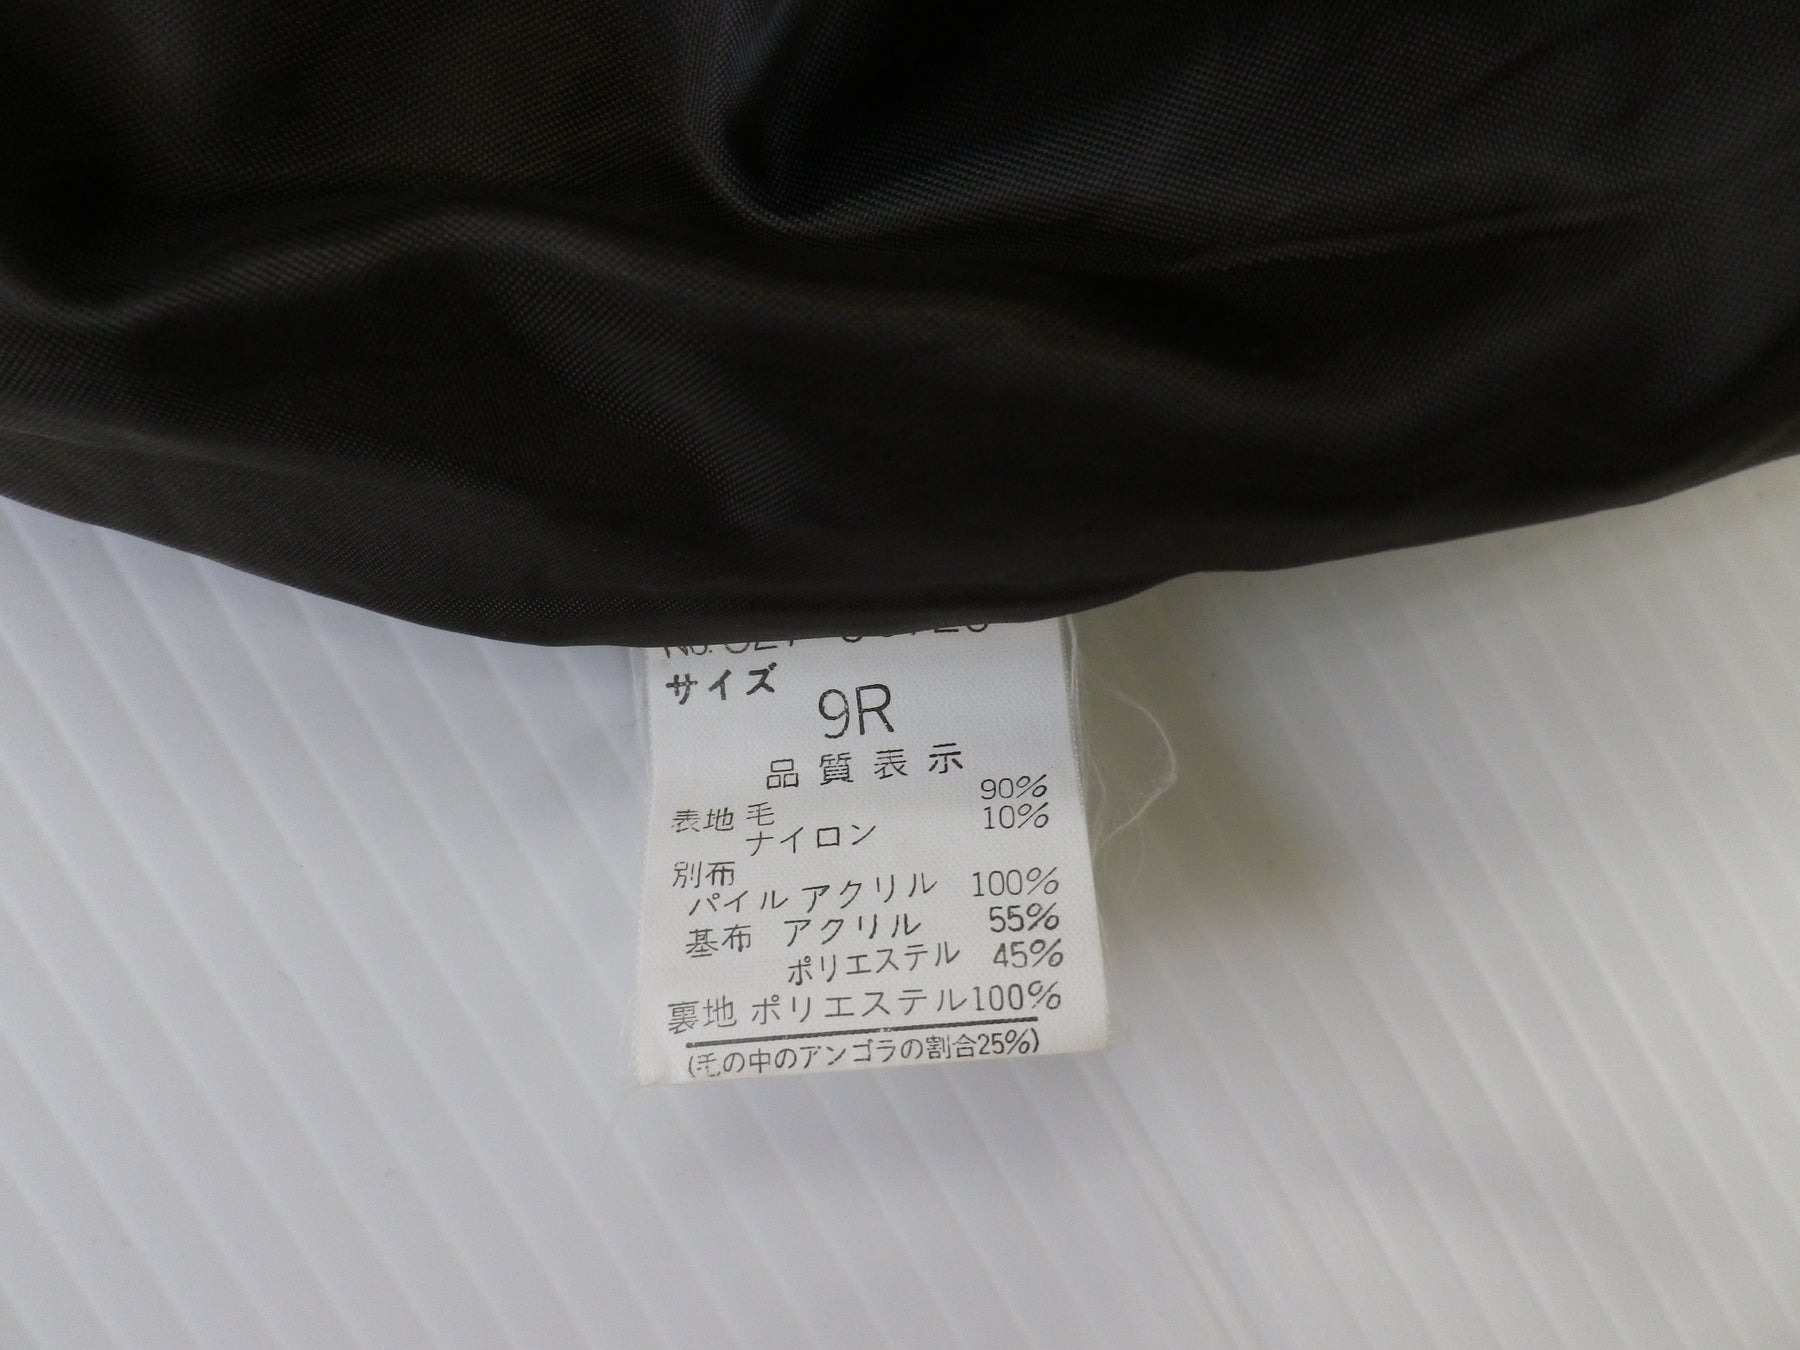 サイズ
9R
品質表示
90%
表地 毛 10%
ナイロン
別布
パイル アクリル 100%
基布 アクリル 55%
ポリエステル 45%
裏地 ポリエステル100%
(毛の中のアンゴラの割合25%)